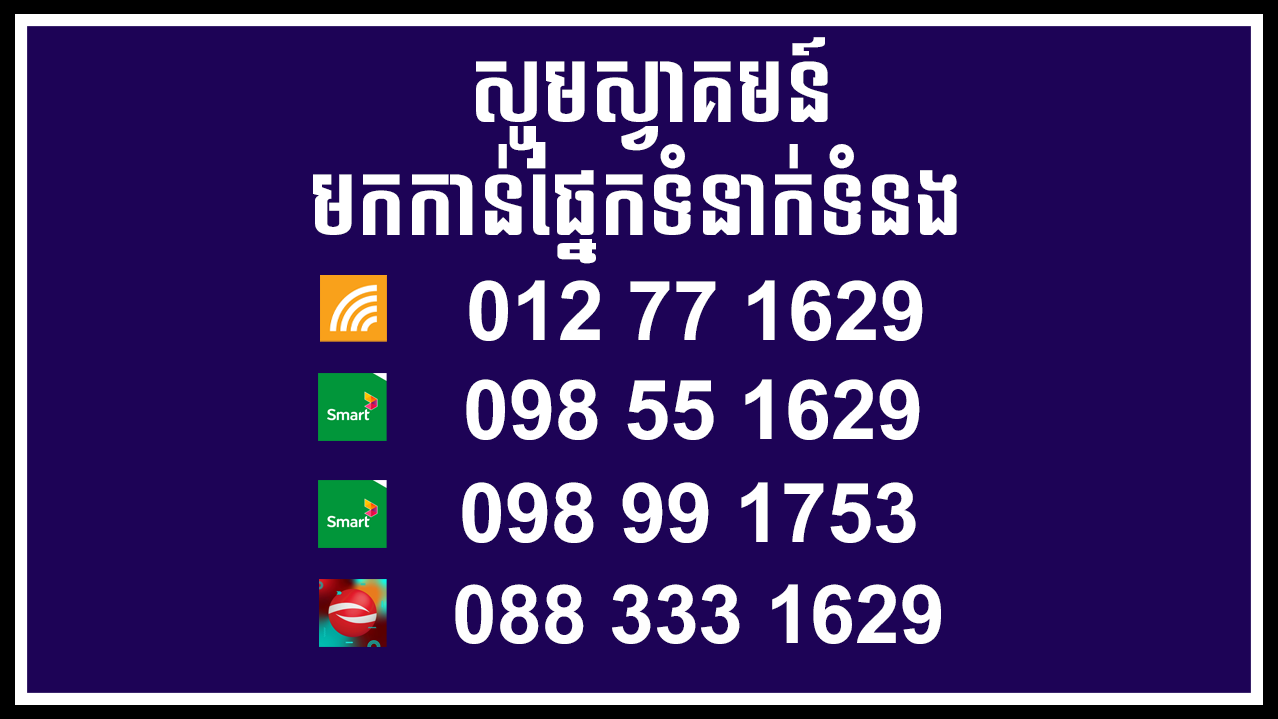 សូមស្វាគមន៍
មកកាន់ផ្នែកទំនាក់ទំនង
012 77 1629
Smart 098 55 1629
Smart 098 99 1753
088 333 1629